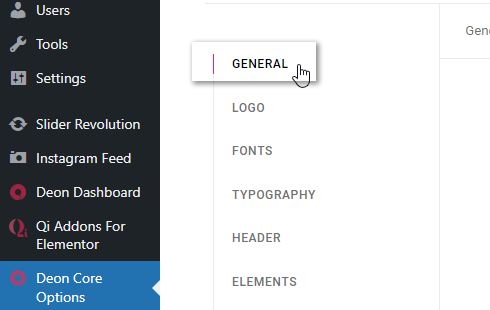 Users
Tools
Settings
Slider Revolution
Instagram Feed
Deon Dashboard
Qi Addons For
Elementor
Deon Core
Options
GENERAL
LOGO
FONTS
TYPOGRAPHY
HEADER
ELEMENTS